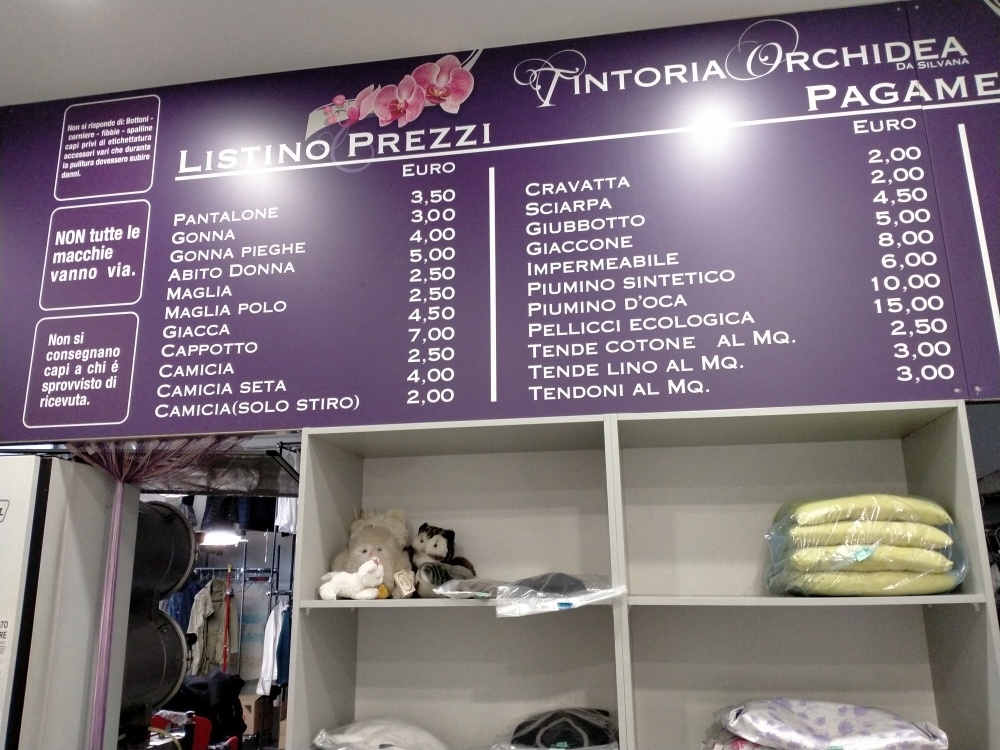 Non si risponde di: Bottoni -
cerniere - fibbie - spalline
capi privi di etichettatura
accessori vari che durante
la pulitura dovessero subire
danni.
NON tutte le
macchie
vanno via.
Non si
consegnano
capi a chi é
sprovvisto di
ricevuta.
LISTINO PREZZI
EURO
PANTALONE 3,50
GONNA 3,00
GONNA PIEGHE 4,00
ABITO DONNA 5,00
MAGLIA 2,50
MAGLIA POLO 2,50
GIACCA 4,50
CAPPOTTO 7,00
CAMICIA 2,50
CAMICIA SETA 4,00
CAMICIA(SOLO STIRO) 2,00
TINTORIA ORCHIDEA
DA SILVANA
PAGAME
EURO
CRAVATTA 2,00
SCIARPA 2,00
GIUBBOTTO 4,50
GIACCONE 5,00
IMPERMEABILE 8,00
PIUMINO SINTETICO 6,00
PIUMINO D'OCA 10,00
PELLICCI ECOLOGICA 15,00
TENDE COTONE AL MQ. 2,50
TENDE LINO AL MQ. 3,00
TENDONI AL MQ. 3,00